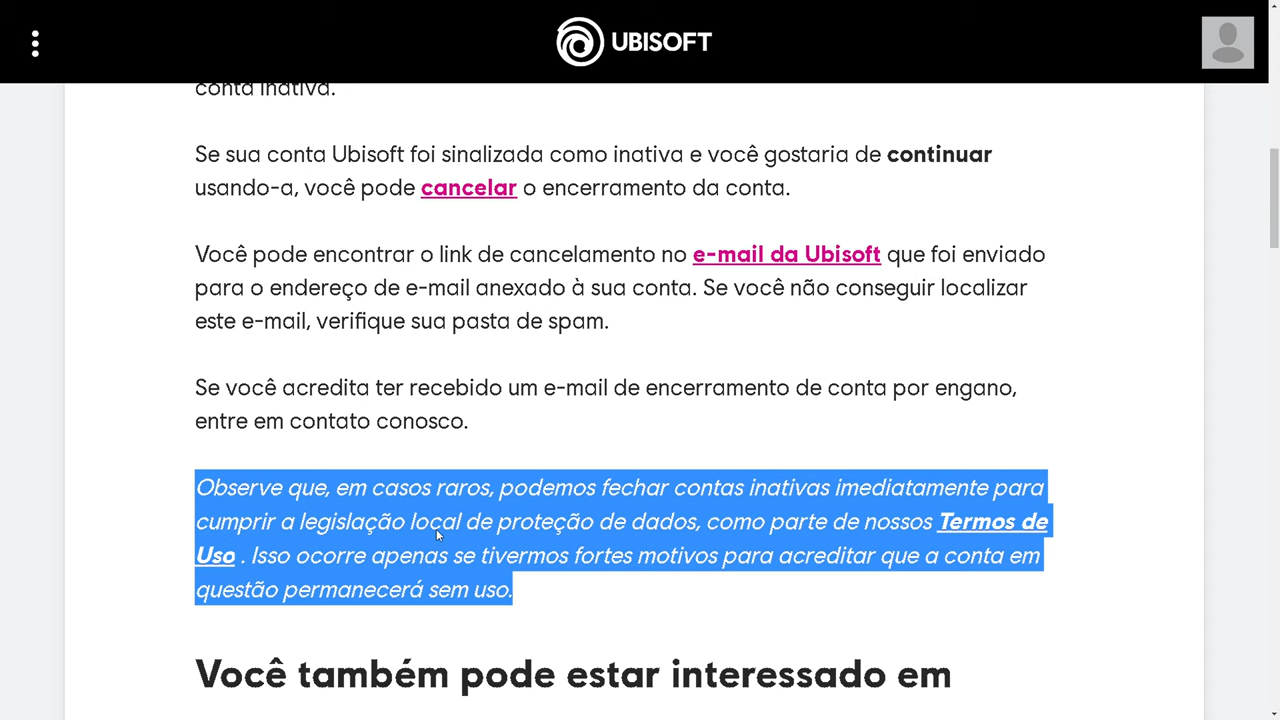 UBISOFT
conta inativa.
Se sua conta Ubisoft foi sinalizada como inativa e você gostaria de continuar
usando-a, você pode cancelar o encerramento da conta.
Você pode encontrar o link de cancelamento no e-mail da Ubisoft que foi enviado
para o endereço de e-mail anexado à sua conta. Se você não conseguir localizar
este e-mail, verifique sua pasta de spam.
Se você acredita ter recebido um e-mail de encerramento de conta por engano,
entre em contato conosco.
Observe que, em casos raros, podemos fechar contas inativas imediatamente para
cumprir a legislação local de proteção de dados, como parte de nossos Termos de
Uso . Isso ocorre apenas se tivermos fortes motivos para acreditar que a conta em
questão permanecerá sem uso.
Você também pode estar interessado em